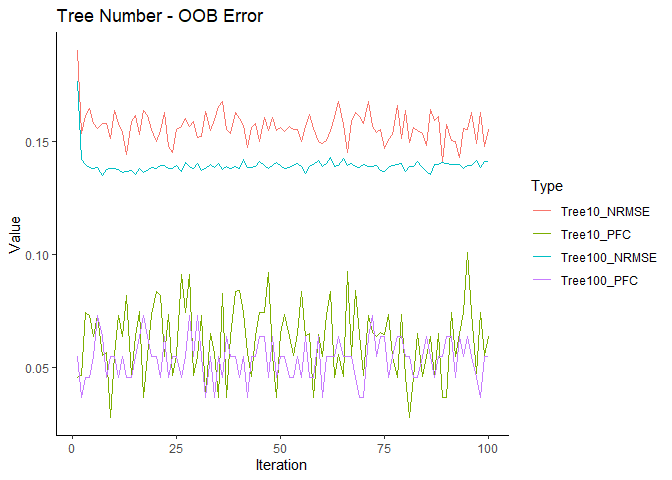 Tree Number - OOB Error
Value
0.15
0.10
0.05
0
25
50
75
100
Iteration
Type
Tree10_NRMSE
Tree10_PFC
Tree100_NRMSE
Tree100_PFC